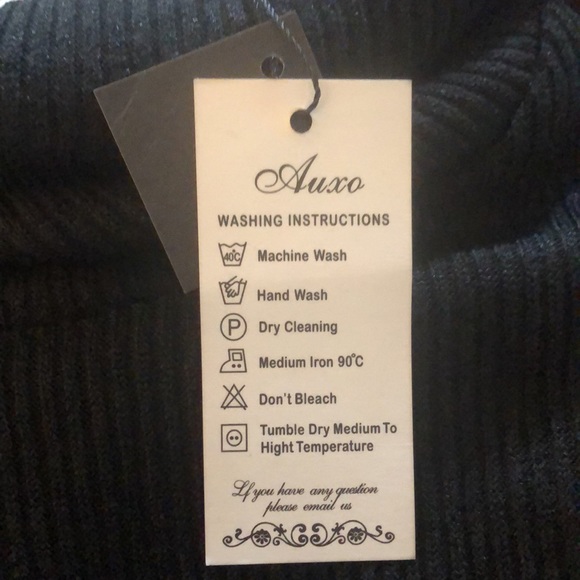 Auxo
WASHING INSTRUCTIONS
40°C Machine Wash
Hand Wash
P Dry Cleaning
Medium Iron 90°C
Don't Bleach
Tumble Dry Medium To
Hight Temperature
If you have any question
please email us